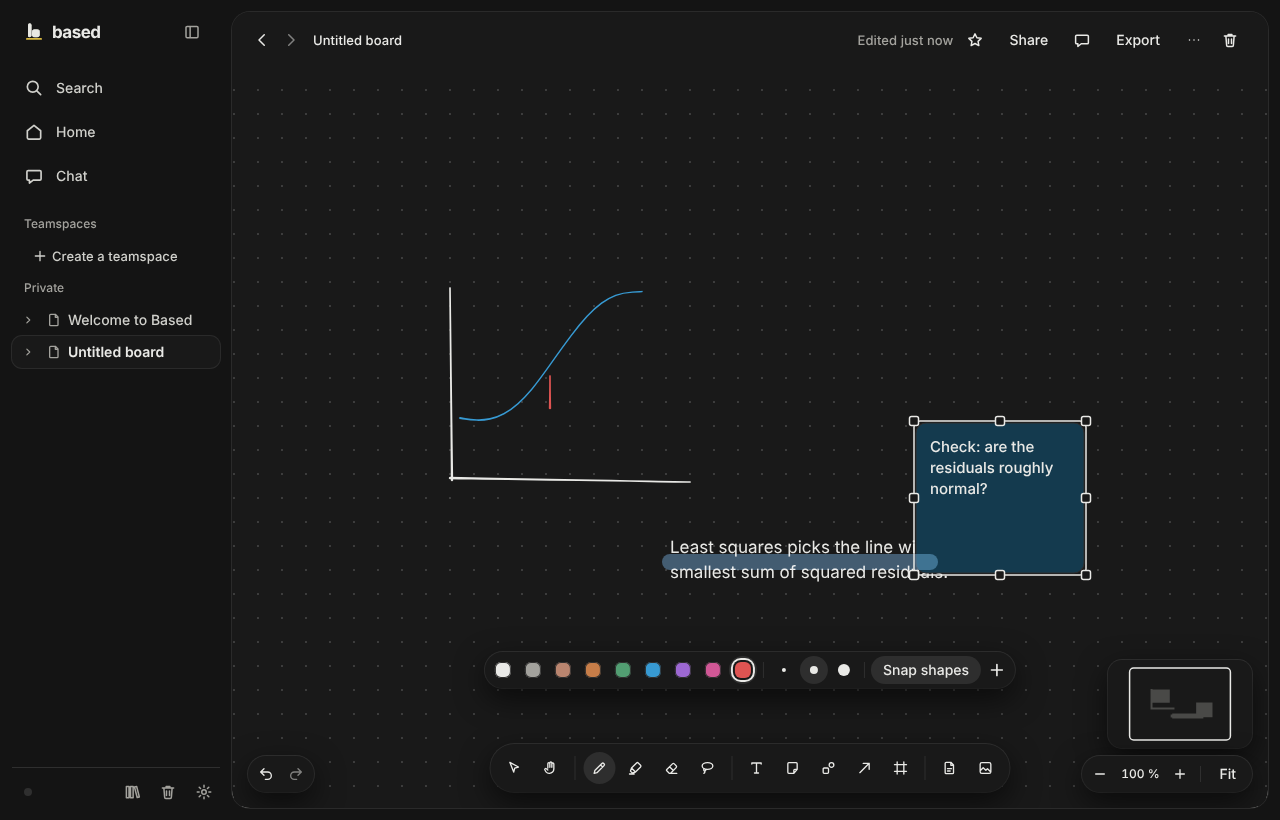 based
Untitled board
Edited just now
Share
Export
Search
Home
Chat
Teamspaces
Create a teamspace
Private
Welcome to Based
Untitled board
Check: are the
residuals roughly
normal?
Least squares picks the line
smallest sum of squared
Snap shapes
100 %
Fit